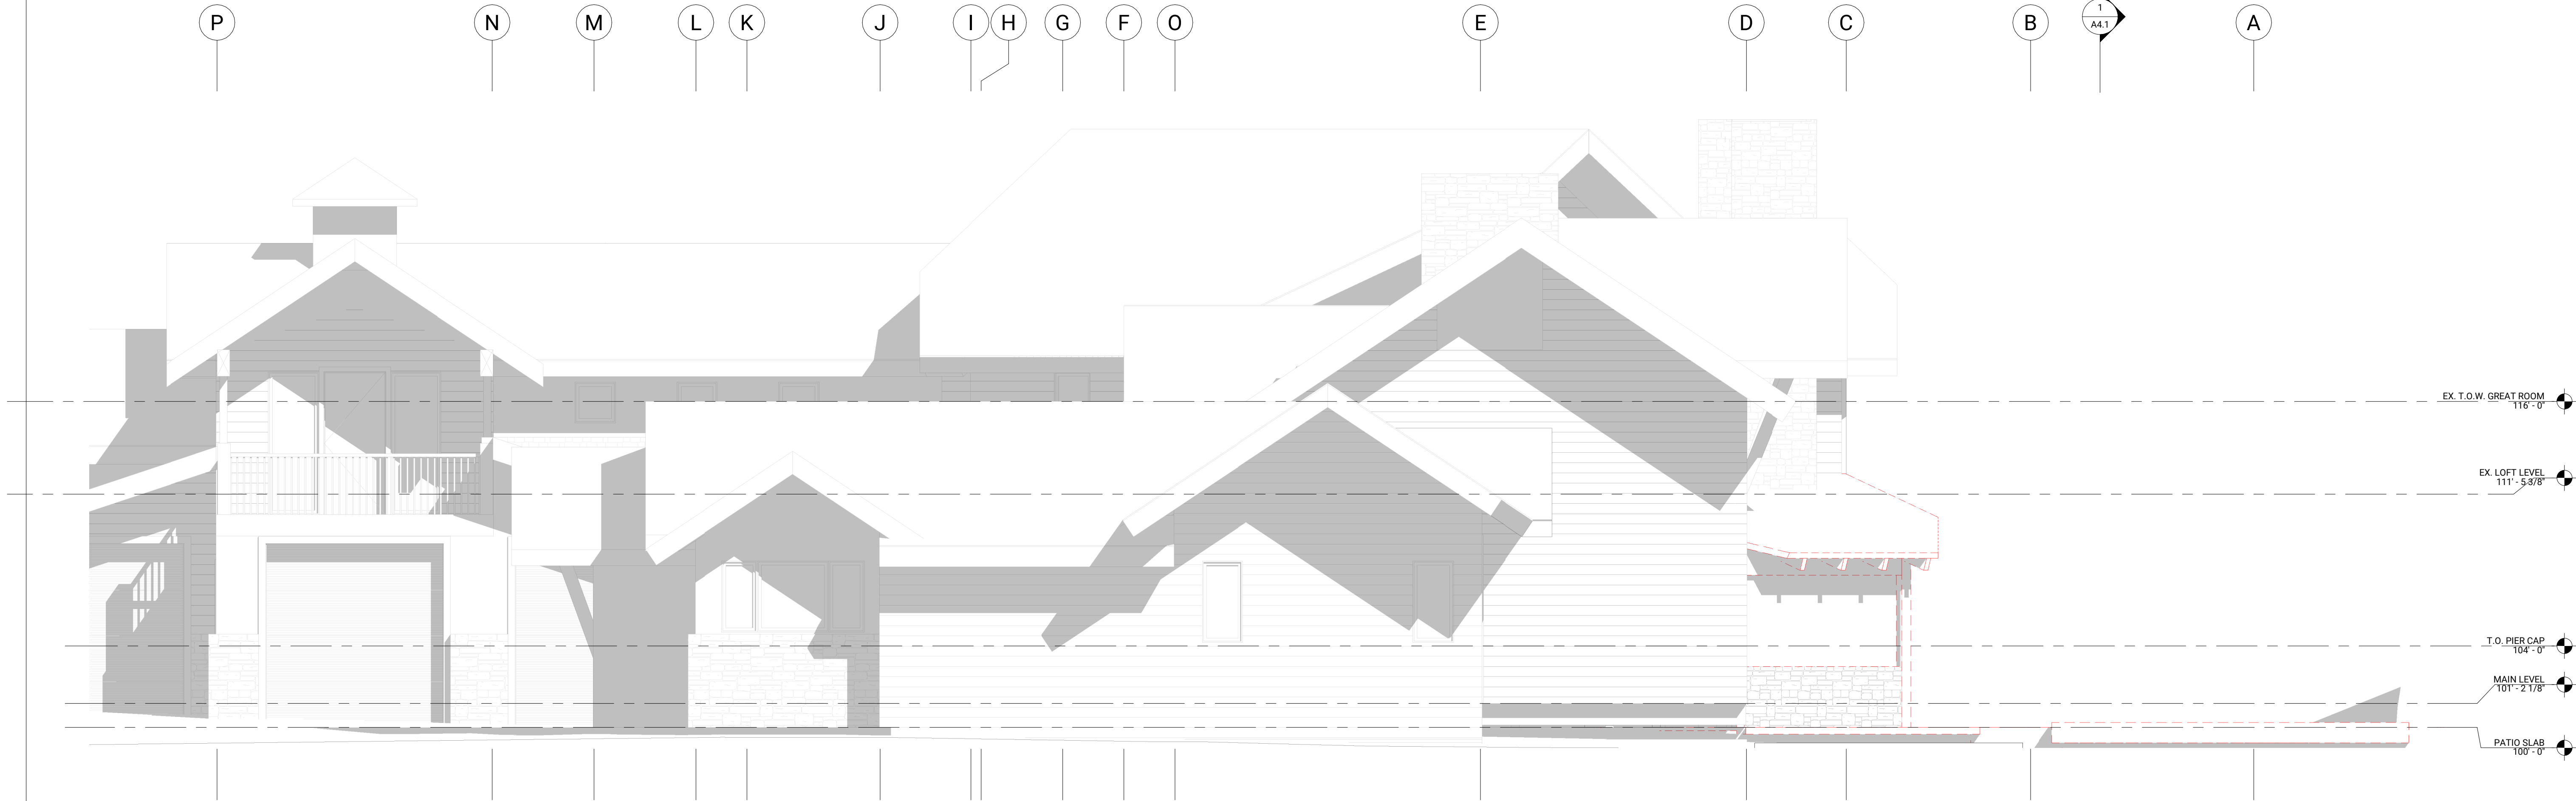 P N M L K J I H G F O E D C B 1 A
A4.1
EX. T.O.W. GREAT ROOM
116' - 0"
EX. LOFT LEVEL
111' - 5 3/8"
T.O. PIER CAP
104' - 0"
MAIN LEVEL
101' - 2 1/8"
PATIO SLAB
100' - 0"